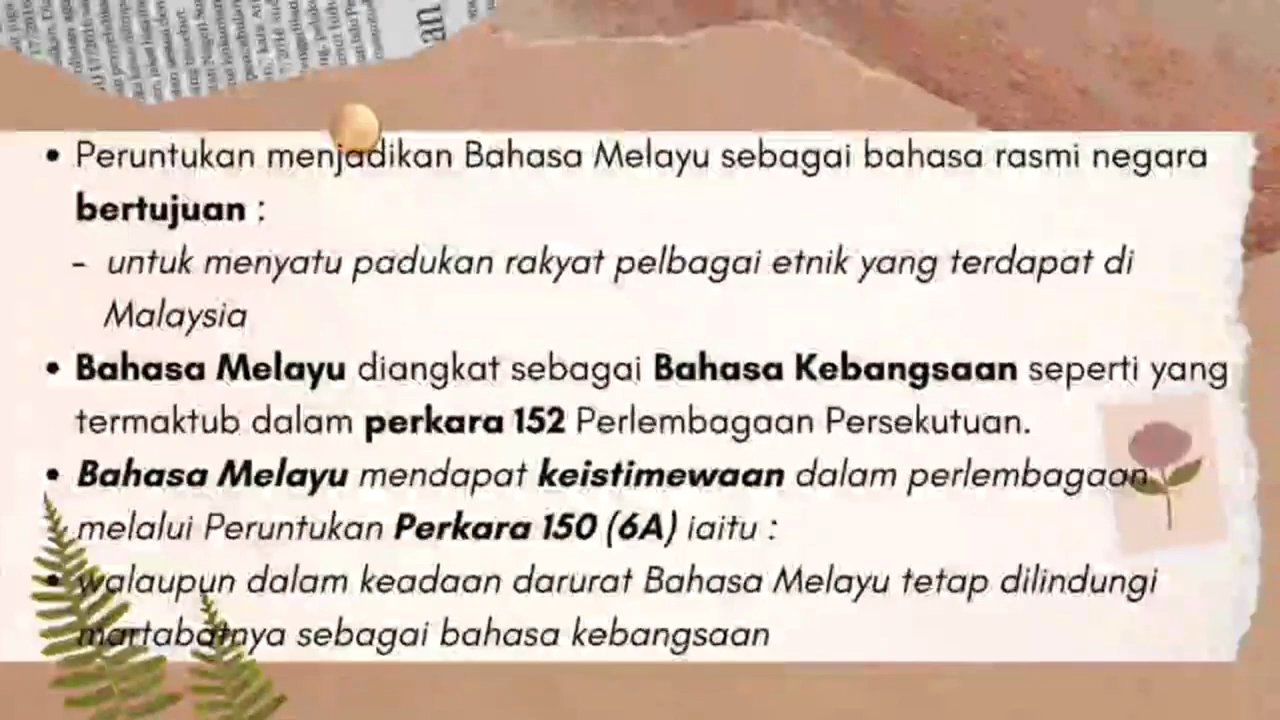 • Peruntukan menjadikan Bahasa Melayu sebagai bahasa rasmi negara
bertujuan :
- untuk menyatu padukan rakyat pelbagai etnik yang terdapat di
Malaysia
• Bahasa Melayu diangkat sebagai Bahasa Kebangsaan seperti yang
termaktub dalam perkara 152 Perlembagaan Persekutuan.
• Bahasa Melayu mendapat keistimewaan dalam perlembagaan
melalui Peruntukan Perkara 150 (6A) iaitu :
• walaupun dalam keadaan darurat Bahasa Melayu tetap dilindungi
martabatnya sebagai bahasa kebangsaan